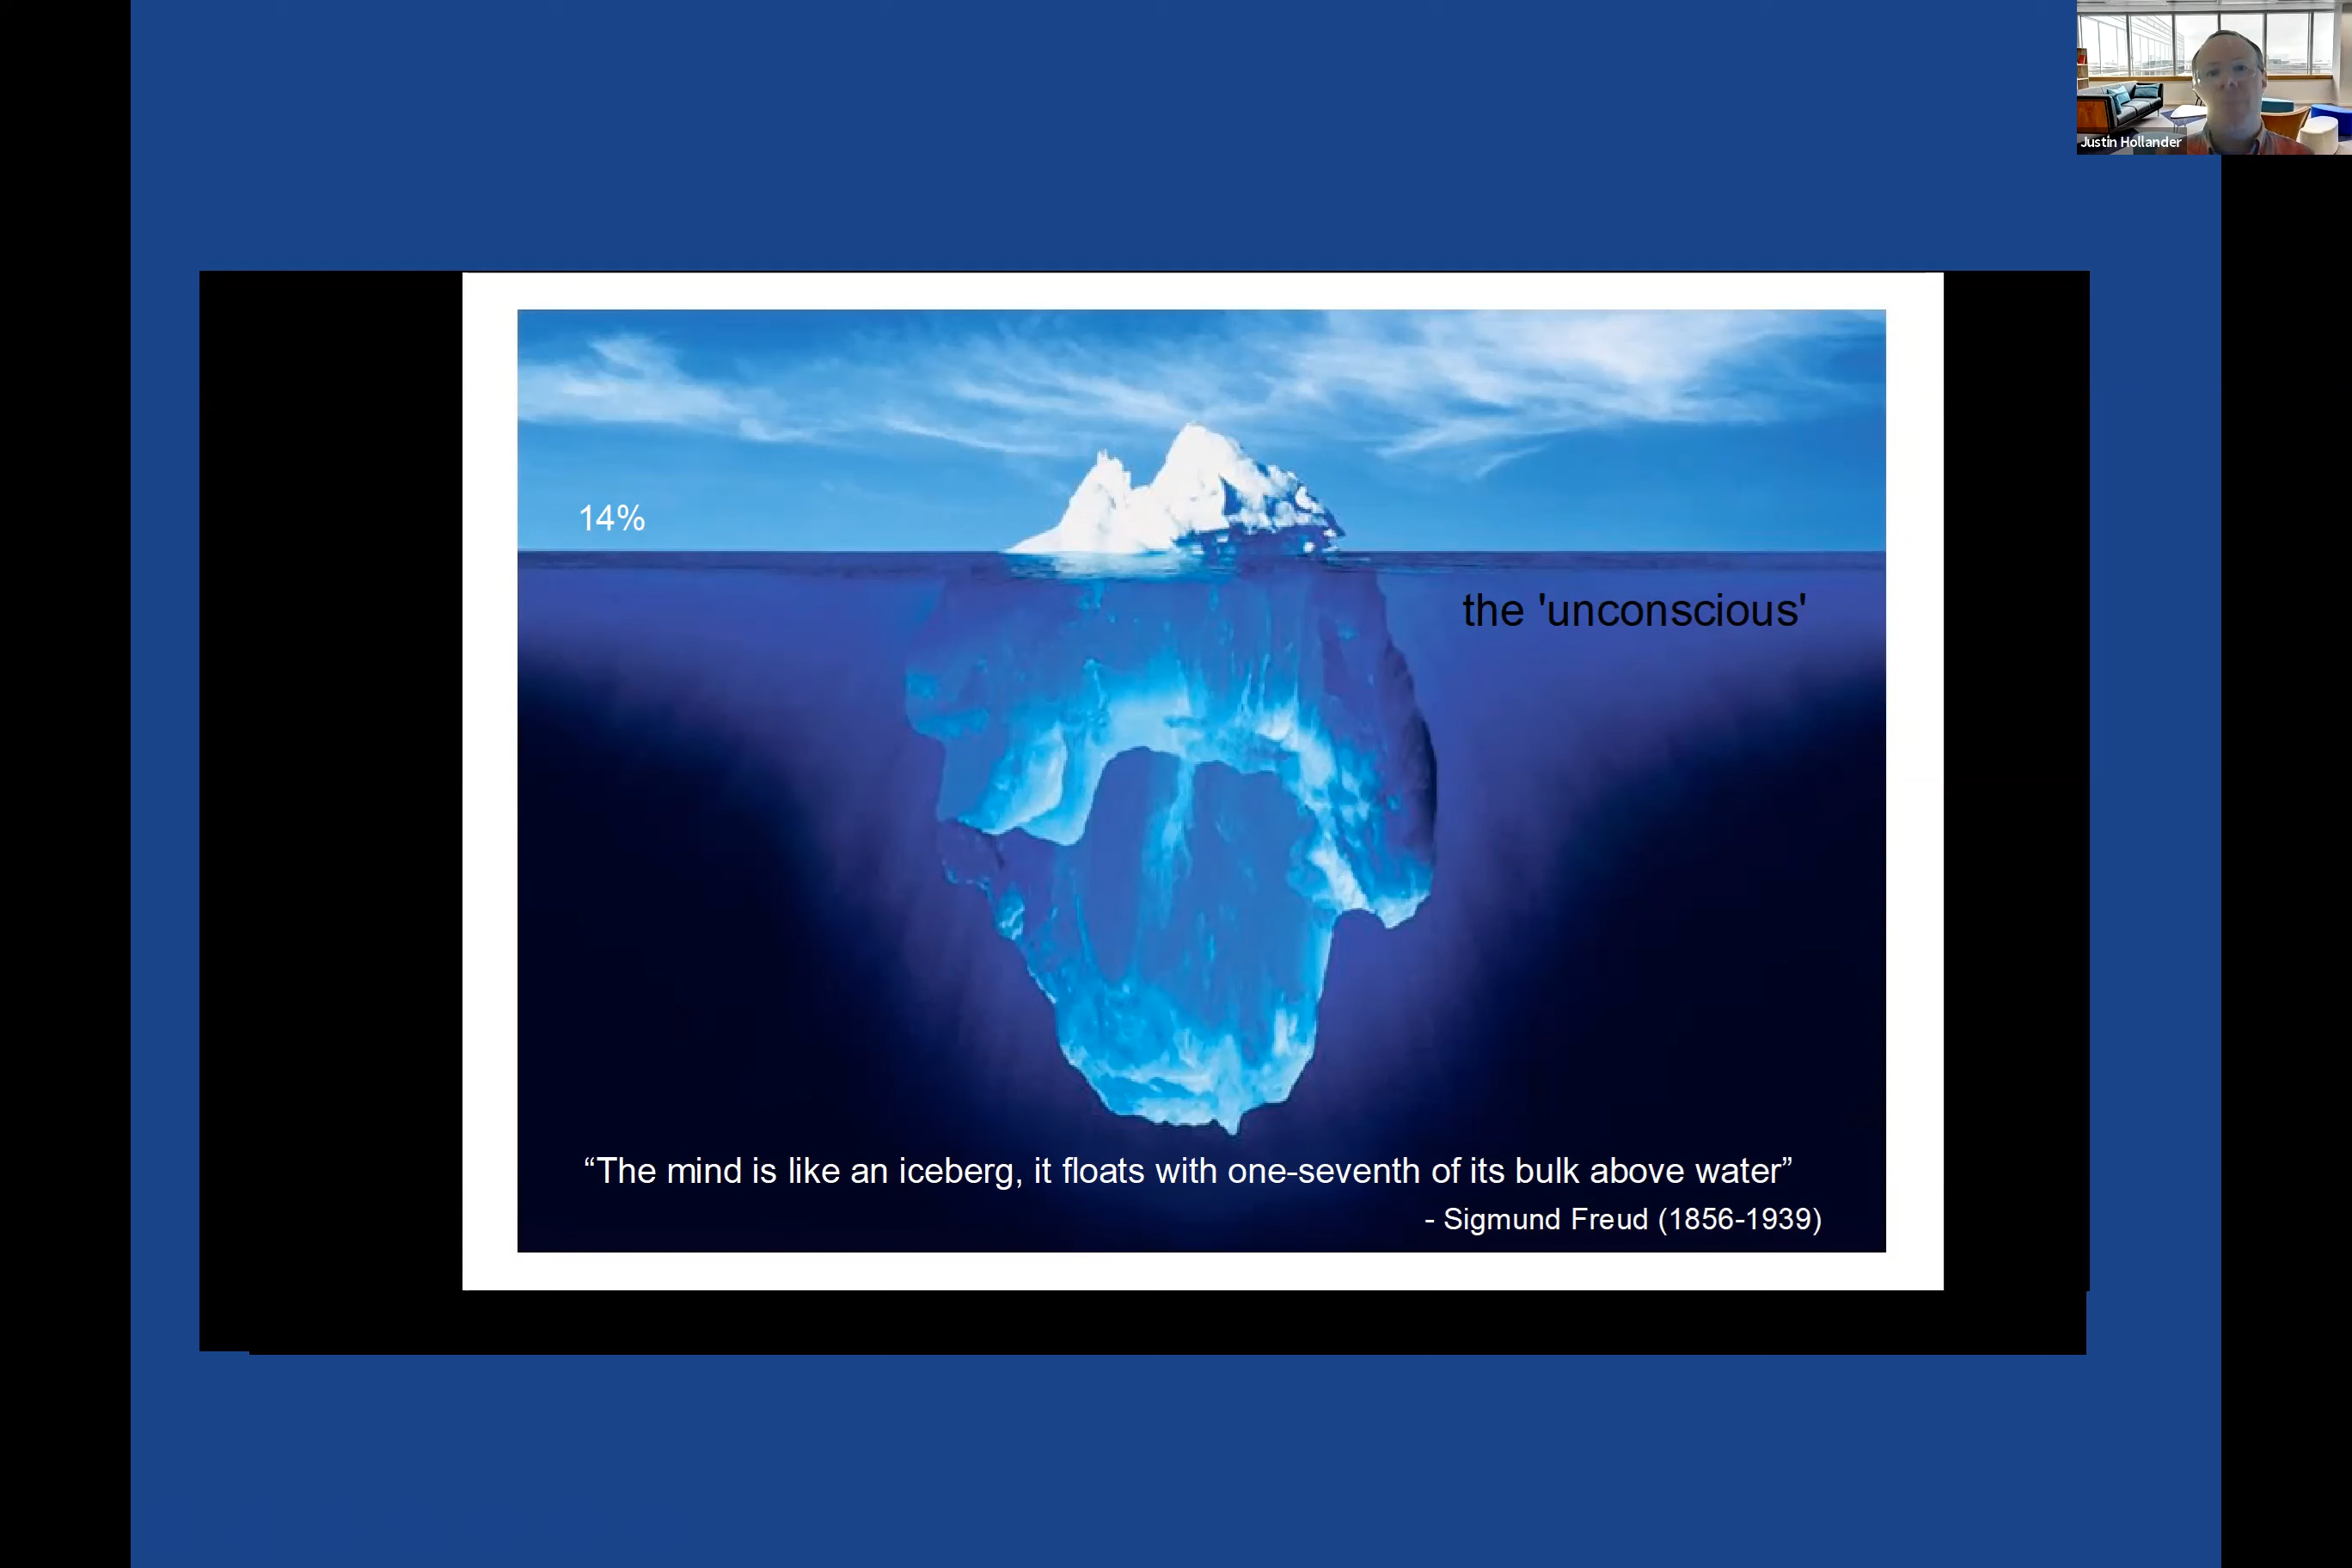 Justin Hollander
14%
the 'unconscious'
“The mind is like an iceberg, it floats with one-seventh of its bulk above water”
- Sigmund Freud (1856-1939)